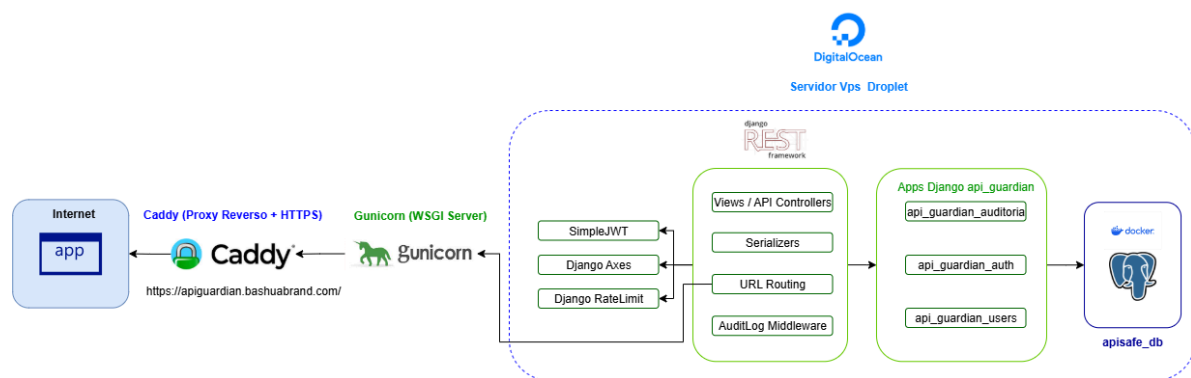 DigitalOcean
Servidor Vps Droplet
django
REST
framework
Internet
app
Caddy (Proxy Reverso + HTTPS)
Caddy
https://apiguardian.bashuabrand.com/
Gunicorn (WSGI Server)
gunicorn
SimpleJWT
Django Axes
Django RateLimit
Views / API Controllers
Serializers
URL Routing
AuditLog Middleware
Apps Django api_guardian
api_guardian_auditoria
api_guardian_auth
api_guardian_users
docker
apisafe_db